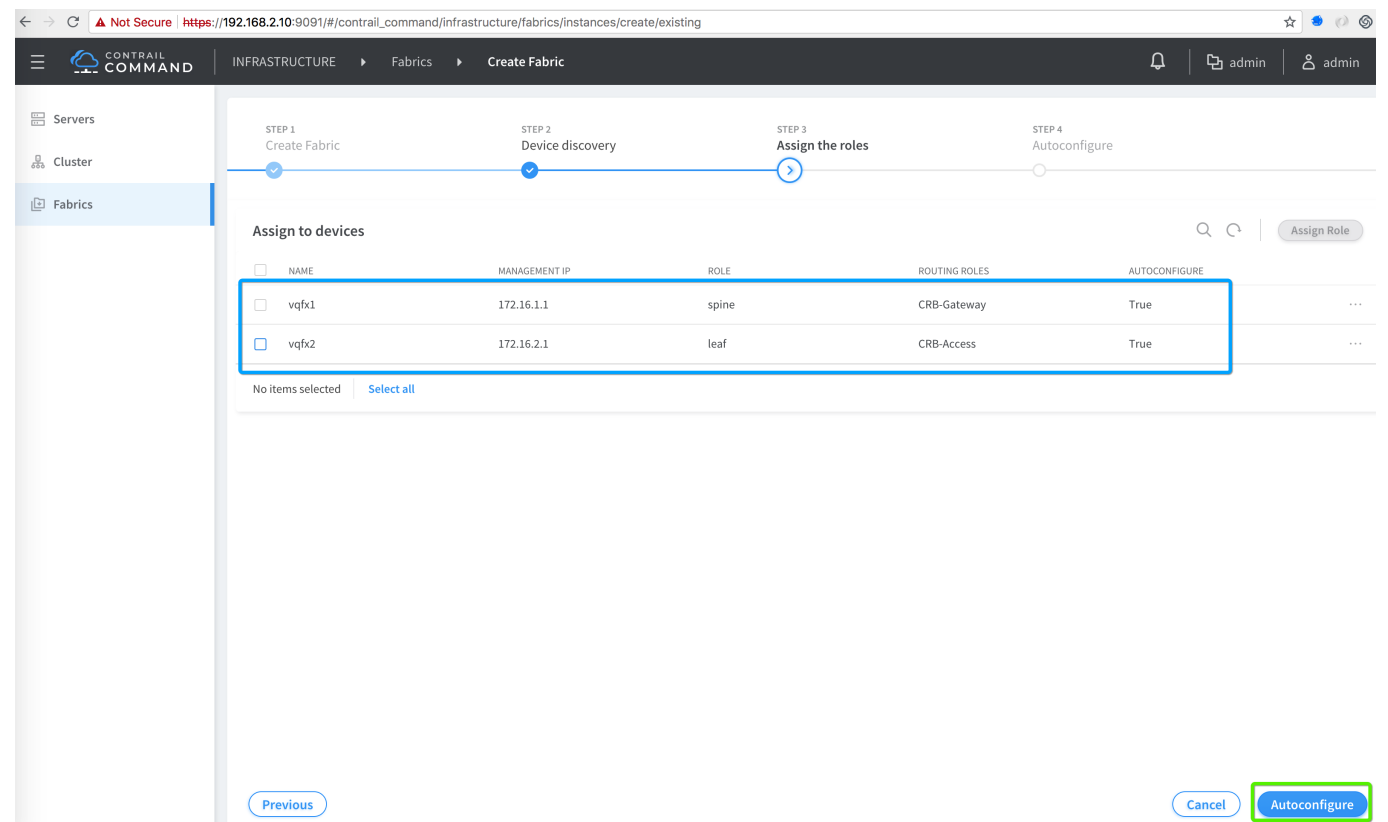 Not Secure https://192.168.2.10:9091/#/contrail_command/infrastructure/fabrics/instances/create/existing
CONTRAIL
COMMAND
INFRASTRUCTURE Fabrics Create Fabric admin admin
Servers
Cluster
Fabrics
STEP 1 STEP 2 STEP 3 STEP 4
Create Fabric Device discovery Assign the roles Autoconfigure
Assign to devices Assign Role
NAME MANAGEMENT IP ROLE ROUTING ROLES AUTOCONFIGURE
vqfx1 172.16.1.1 spine CRB-Gateway True ...
vqfx2 172.16.2.1 leaf CRB-Access True ...
No items selected Select all
Previous Cancel Autoconfigure